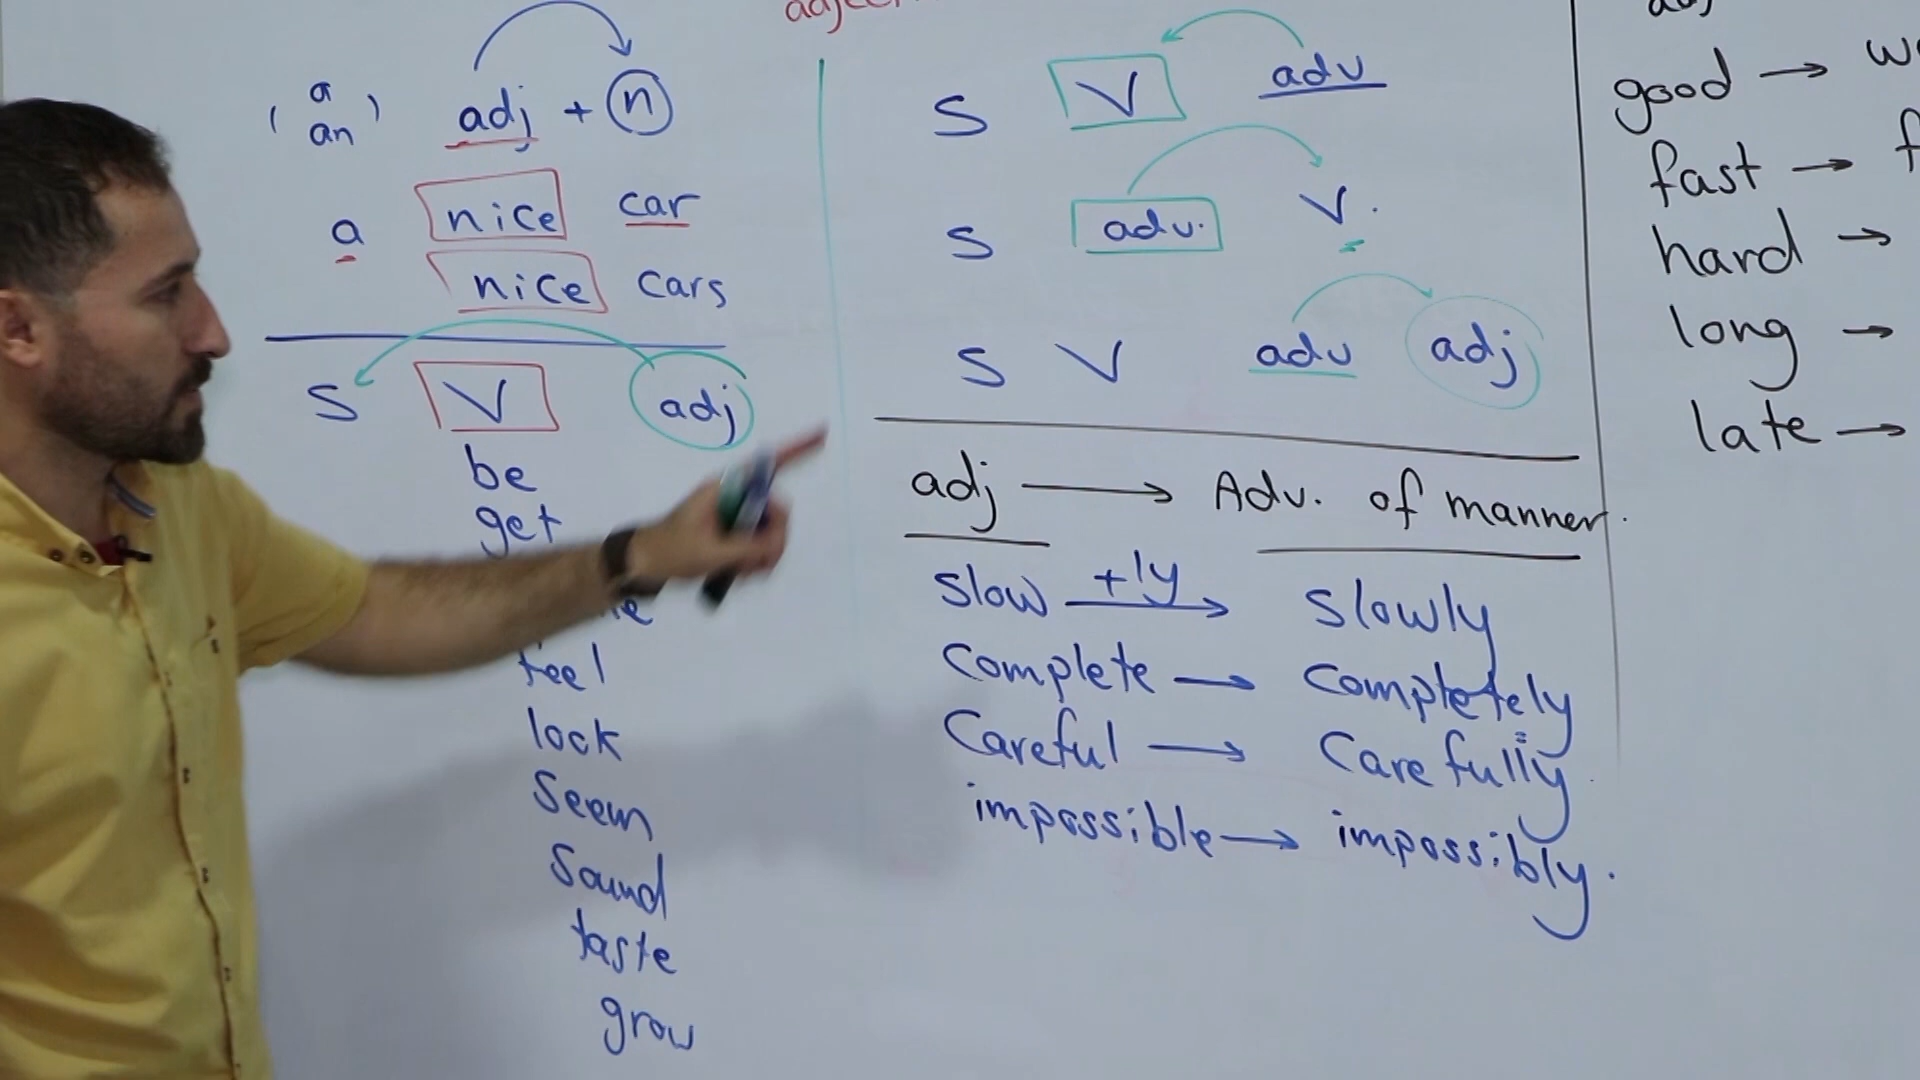 ( a
an )
adj + n
a nice car
nice cars
S V adj
be
get
feel
look
seem
sound
taste
grow
S V adv
S adv. V.
S V adv adj
adj → Adv. of manner.
slow +ly → slowly
complete → completely
careful → carefully
impossible → impossibly.
good →
fast →
hard →
long →
late →